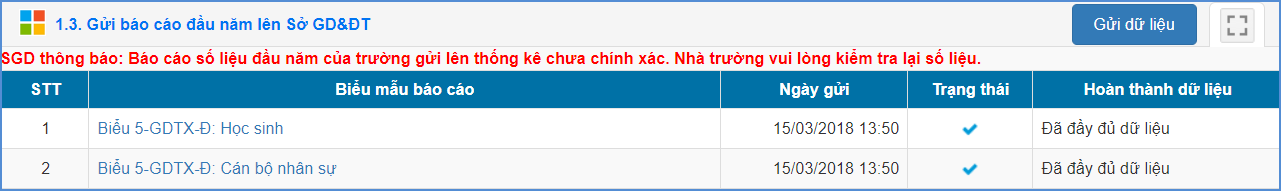 1.3. Gửi báo cáo đầu năm lên Sở GD&ĐT
Gửi dữ liệu
SGD thông báo: Báo cáo số liệu đầu năm của trường gửi lên thống kê chưa chính xác. Nhà trường vui lòng kiểm tra lại số liệu.
STT Biểu mẫu báo cáo Ngày gửi Trạng thái Hoàn thành dữ liệu
1 Biểu 5-GDTX-Đ: Học sinh 15/03/2018 13:50 Đã đầy đủ dữ liệu
2 Biểu 5-GDTX-Đ: Cán bộ nhân sự 15/03/2018 13:50 Đã đầy đủ dữ liệu